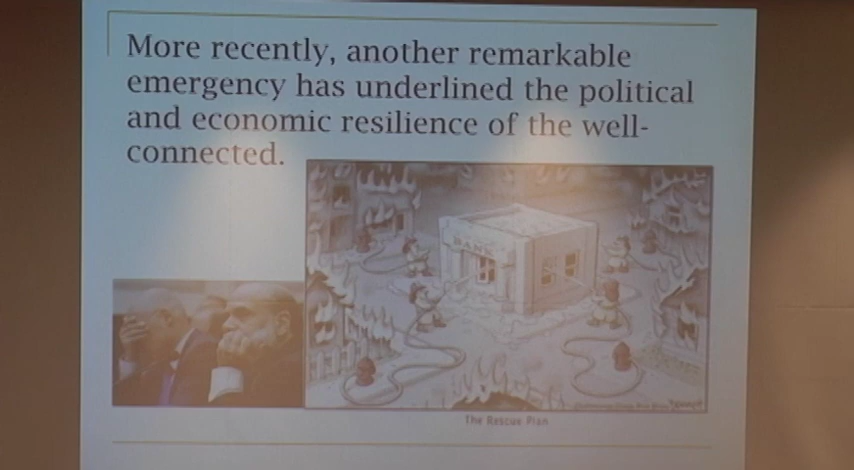 More recently, another remarkable
emergency has underlined the political
and economic resilience of the well-
connected.
BANK
The Rescue Plan